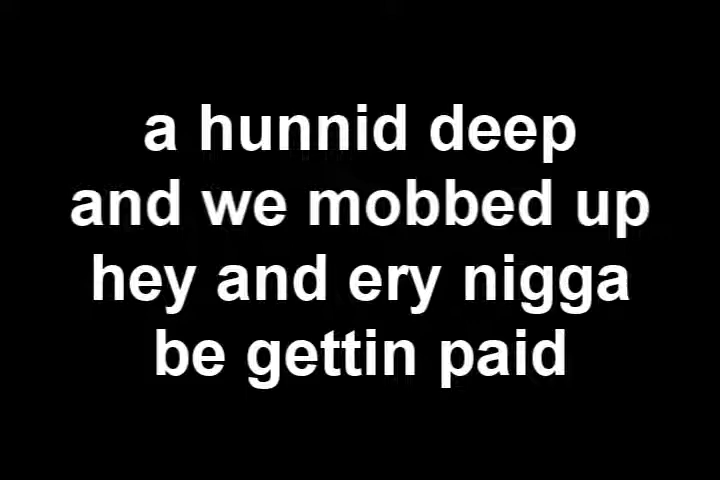 a hunnid deep
and we mobbed up
hey and ery nigga
be gettin paid